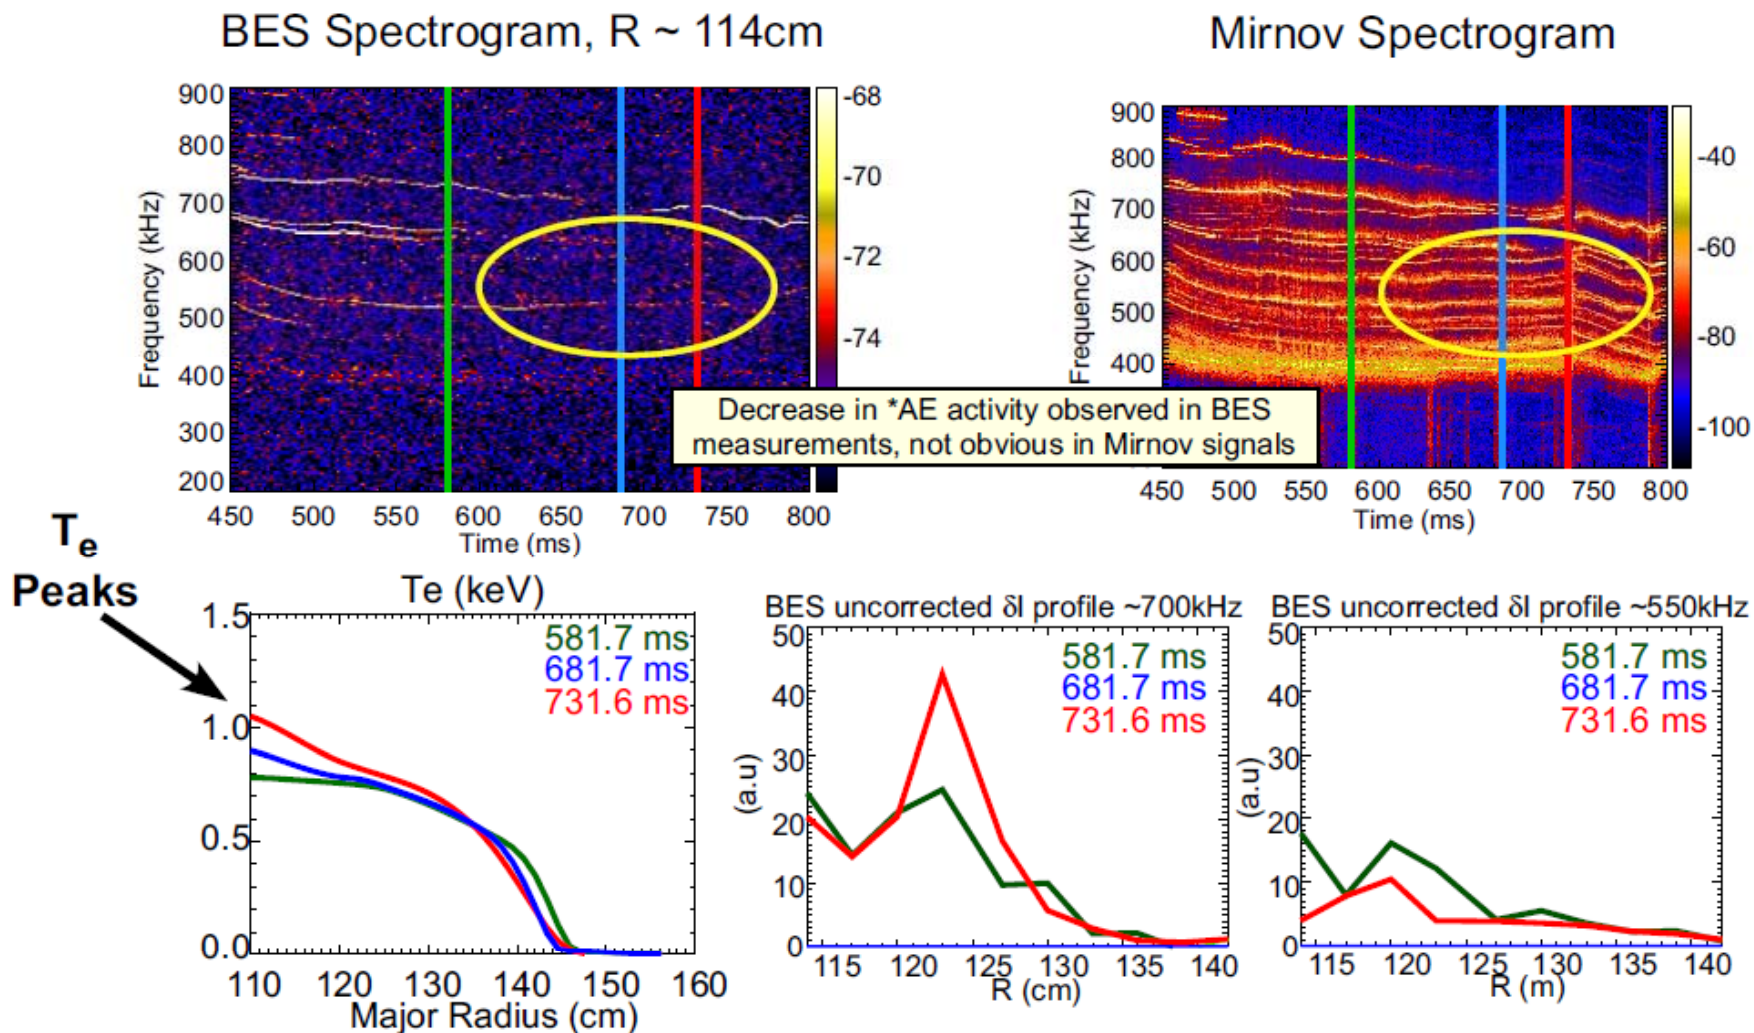 BES Spectrogram, R ~ 114cm
Mirnov Spectrogram
900
800
700
600
500
400
300
200
Frequency (kHz)
450 500 550 600 650 700 750 800
Time (ms)
-68
-70
-72
-74
900
800
700
600
500
400
Frequency (kHz)
450 500 550 600 650 700 750 800
Time (ms)
-40
-60
-80
-100
Decrease in *AE activity observed in BES
measurements, not obvious in Mirnov signals
Te
Peaks
Te (keV)
1.5
1.0
0.5
0.0
581.7 ms
681.7 ms
731.6 ms
110 120 130 140 150 160
Major Radius (cm)
BES uncorrected δI profile ~700kHz
50
40
30
20
10
0
(a.u)
581.7 ms
681.7 ms
731.6 ms
115 120 125 130 135 140
R (cm)
BES uncorrected δI profile ~550kHz
50
40
30
20
10
0
(a.u)
581.7 ms
681.7 ms
731.6 ms
115 120 125 130 135 140
R (m)